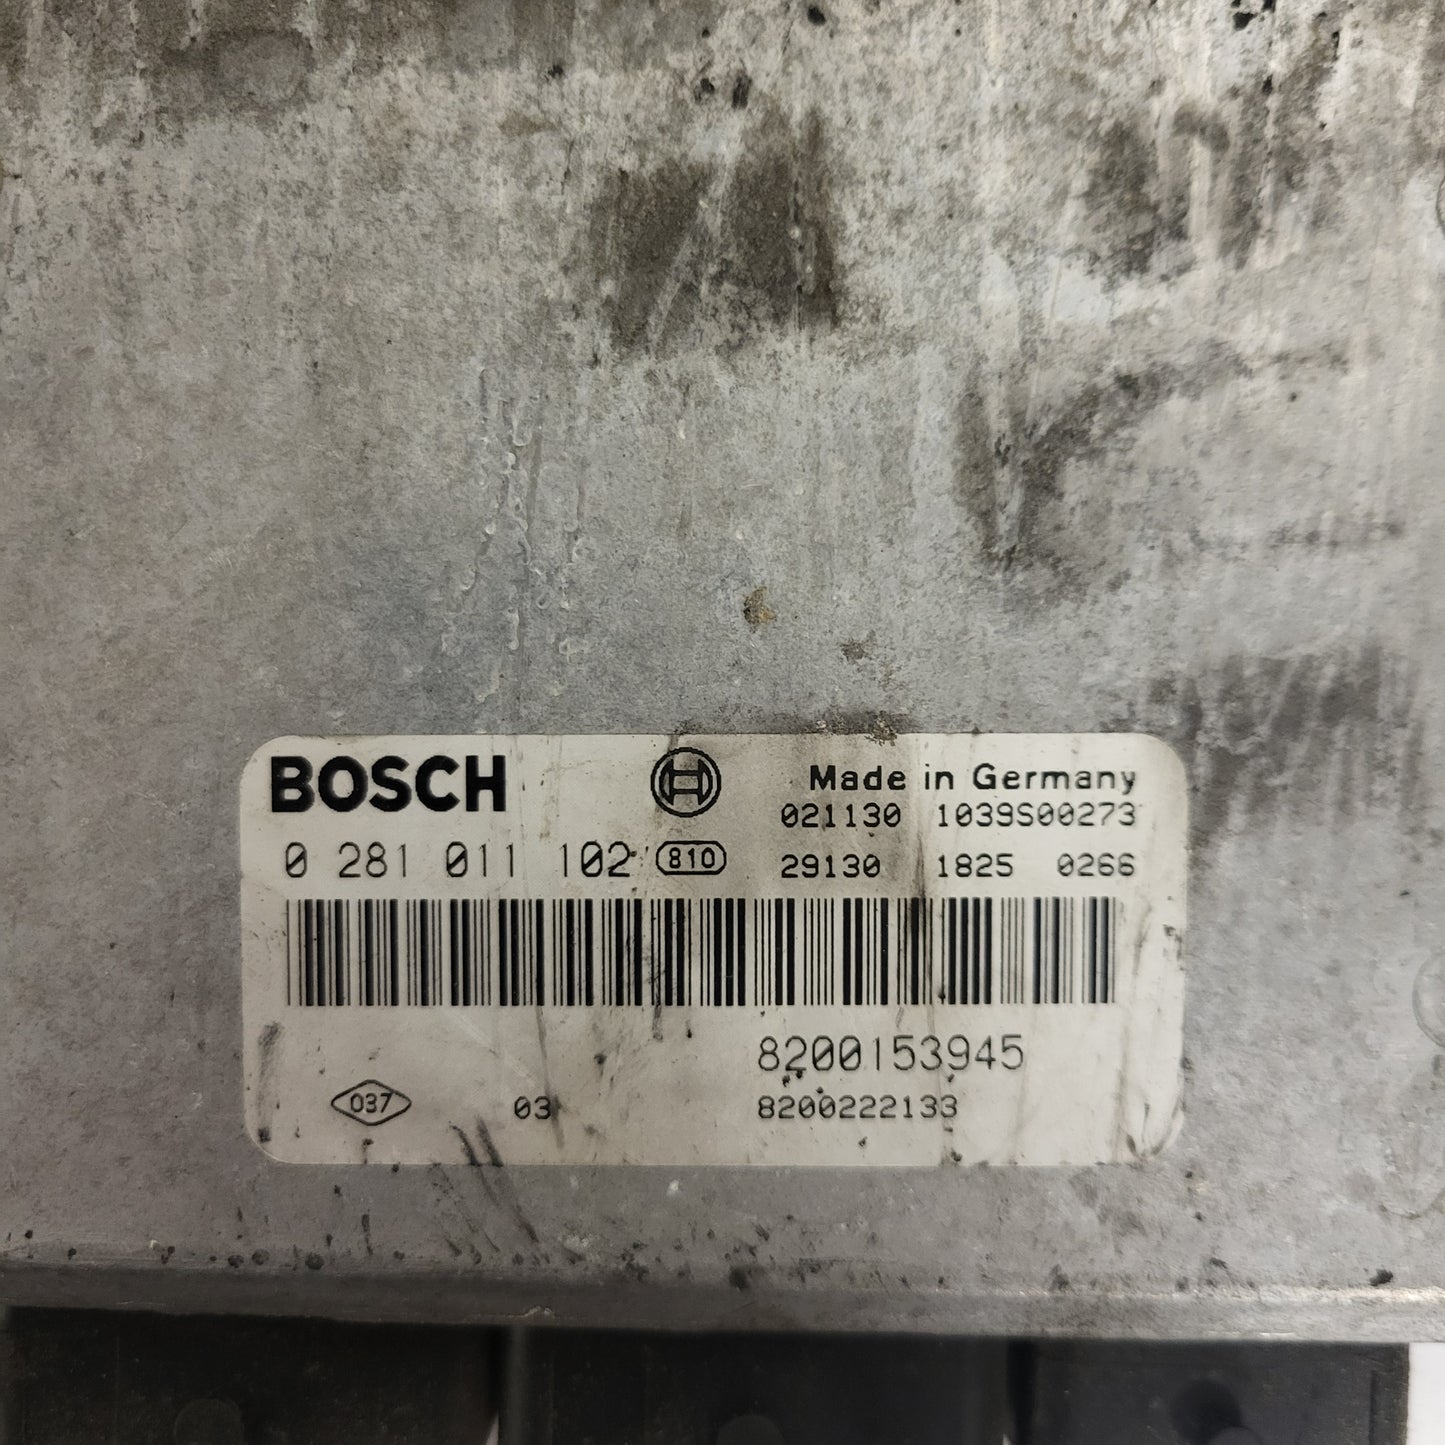 BOSCH
Made in Germany
021130 1039S00273
0 281 011 102 810
29130 1825 0266
8200153945
037 03 8200222133